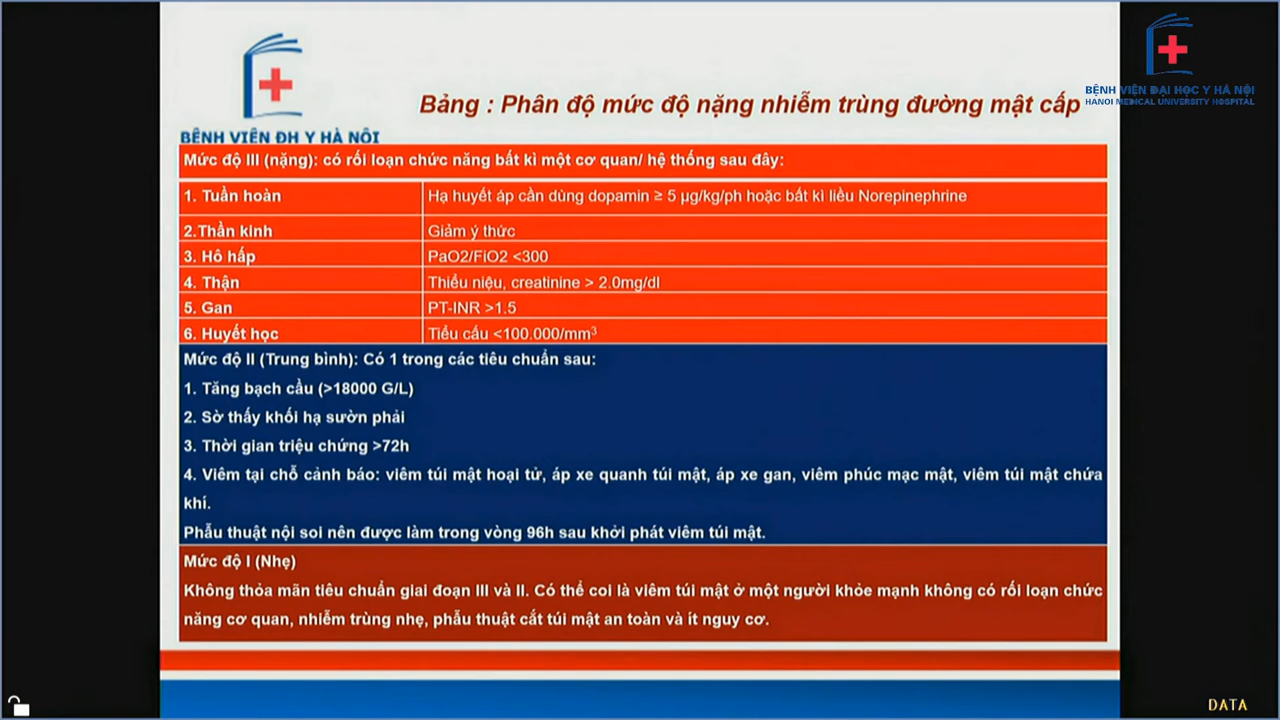 BỆNH VIỆN ĐẠI HỌC Y HÀ NỘI
HANOI MEDICAL UNIVERSITY HOSPITAL
BỆNH VIỆN ĐH Y HÀ NỘI
Bảng : Phân độ mức độ nặng nhiễm trùng đường mật cấp
Mức độ III (nặng): có rối loạn chức năng bất kì một cơ quan/ hệ thống sau đây:
1. Tuần hoàn Hạ huyết áp cần dùng dopamin ≥ 5 µg/kg/ph hoặc bất kì liều Norepinephrine
2.Thần kinh Giảm ý thức
3. Hô hấp PaO2/FiO2 <300
4. Thận Thiểu niệu, creatinine > 2.0mg/dl
5. Gan PT-INR >1.5
6. Huyết học Tiểu cầu <100.000/mm³
Mức độ II (Trung bình): Có 1 trong các tiêu chuẩn sau:
1. Tăng bạch cầu (>18000 G/L)
2. Sờ thấy khối hạ sườn phải
3. Thời gian triệu chứng >72h
4. Viêm tại chỗ cảnh báo: viêm túi mật hoại tử, áp xe quanh túi mật, áp xe gan, viêm phúc mạc mật, viêm túi mật chứa
khí.
Phẫu thuật nội soi nên được làm trong vòng 96h sau khởi phát viêm túi mật.
Mức độ I (Nhẹ)
Không thỏa mãn tiêu chuẩn giai đoạn III và II. Có thể coi là viêm túi mật ở một người khỏe mạnh không có rối loạn chức
năng cơ quan, nhiễm trùng nhẹ, phẫu thuật cắt túi mật an toàn và ít nguy cơ.
DATA